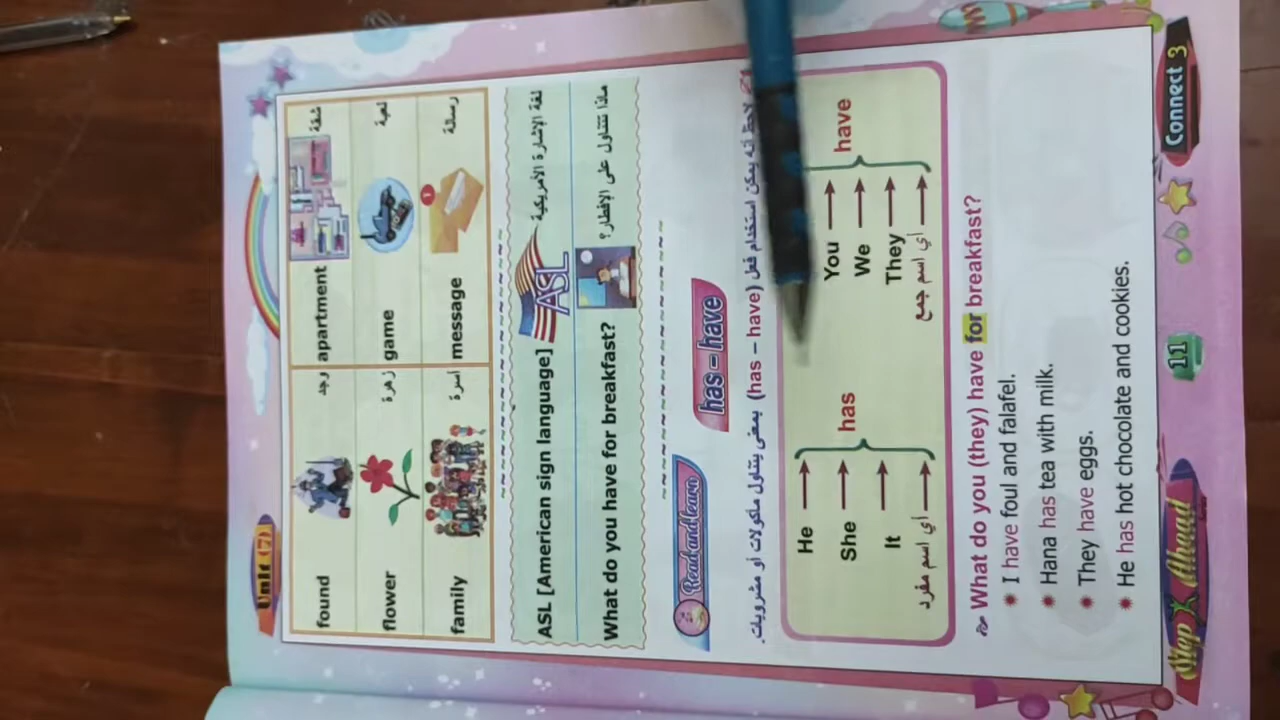 Unit (7)
found وجد apartment شقة
flower زهرة game لعبة
family أسرة message رسالة
ASL [American sign language] ASL لغة الإشارة الأمريكية
What do you have for breakfast? ماذا تتناول على الإفطار؟
Read and learn
has – have
لاحظ أنه يمكن استخدام فعل (has – have) بمعنى يتناول مأكولات أو مشروبات.
He You
She has We have
It They
أي اسم مفرد أي اسم جمع
What do you (they) have for breakfast?
I have foul and falafel.
Hana has tea with milk.
They have eggs.
He has hot chocolate and cookies.
Step Ahead 11 Connect 3